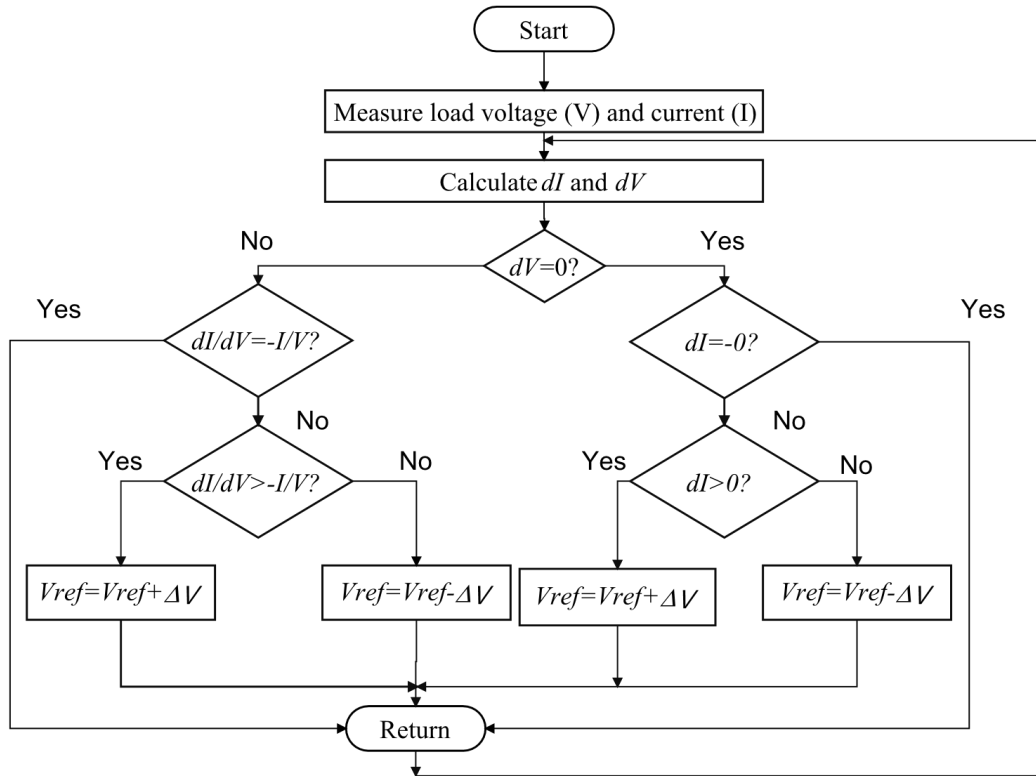 Start
Measure load voltage (V) and current (I)
Calculate dI and dV
No
dV=0?
Yes
Yes
dI/dV=-I/V?
dI=-0?
Yes
No
No
Yes
dI/dV>-I/V?
No
Yes
dI>0?
No
Vref=Vref+ΔV
Vref=Vref-ΔV
Vref=Vref+ΔV
Vref=Vref-ΔV
Return